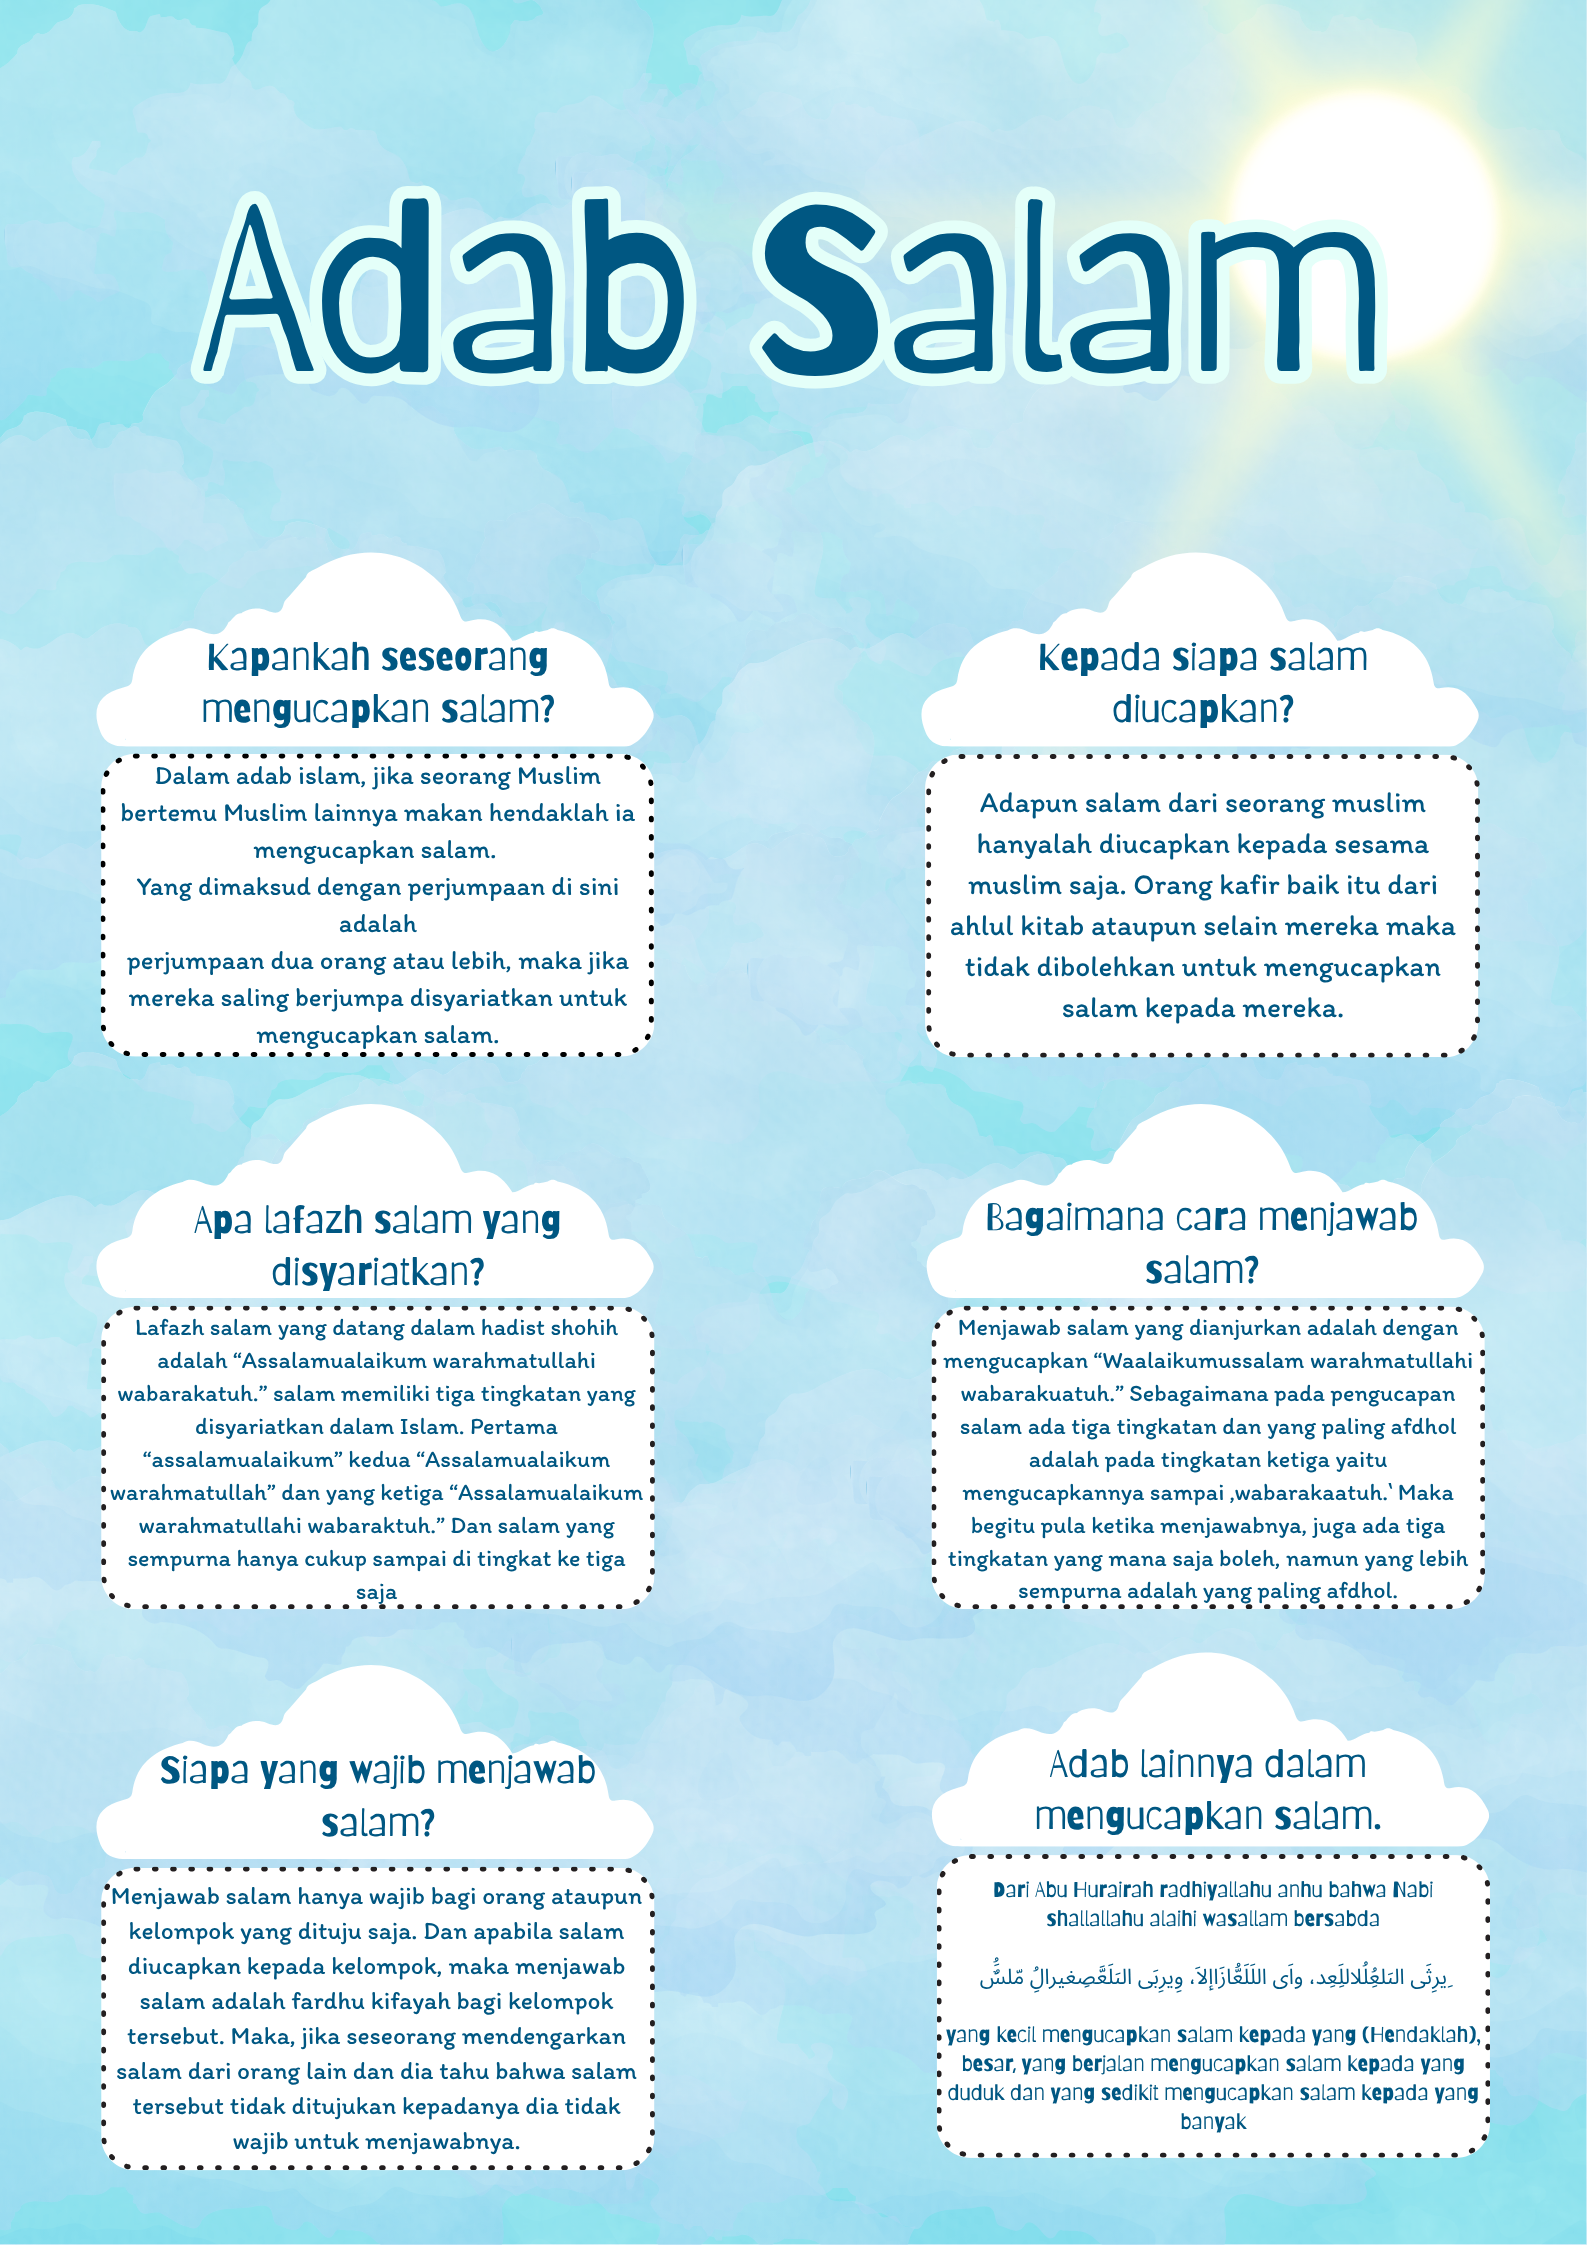 Adab Salam
Kapankah seseorang
mengucapkan salam?
Dalam adab islam, jika seorang Muslim
bertemu Muslim lainnya makan hendaklah ia
mengucapkan salam.
Yang dimaksud dengan perjumpaan di sini
adalah
perjumpaan dua orang atau lebih, maka jika
mereka saling berjumpa disyariatkan untuk
mengucapkan salam.
Kepada siapa salam
diucapkan?
Adapun salam dari seorang muslim
hanyalah diucapkan kepada sesama
muslim saja. Orang kafir baik itu dari
ahlul kitab ataupun selain mereka maka
tidak dibolehkan untuk mengucapkan
salam kepada mereka.
Apa lafazh salam yang
disyariatkan?
Lafazh salam yang datang dalam hadist shohih
adalah “Assalamualaikum warahmatullahi
wabarakatuh.” salam memiliki tiga tingkatan yang
disyariatkan dalam Islam. Pertama
“assalamualaikum” kedua “Assalamualaikum
warahmatullah” dan yang ketiga “Assalamualaikum
warahmatullahi wabaraktuh.” Dan salam yang
sempurna hanya cukup sampai di tingkat ke tiga
saja
Bagaimana cara menjawab
salam?
Menjawab salam yang dianjurkan adalah dengan
mengucapkan “Waalaikumussalam warahmatullahi
wabarakuatuh.” Sebagaimana pada pengucapan
salam ada tiga tingkatan dan yang paling afdhol
adalah pada tingkatan ketiga yaitu
mengucapkannya sampai ‚wabarakaatuh.‛ Maka
begitu pula ketika menjawabnya, juga ada tiga
tingkatan yang mana saja boleh, namun yang lebih
sempurna adalah yang paling afdhol.
Siapa yang wajib menjawab
salam?
Menjawab salam hanya wajib bagi orang ataupun
kelompok yang dituju saja. Dan apabila salam
diucapkan kepada kelompok, maka menjawab
salam adalah fardhu kifayah bagi kelompok
tersebut. Maka, jika seseorang mendengarkan
salam dari orang lain dan dia tahu bahwa salam
tersebut tidak ditujukan kepadanya dia tidak
wajib untuk menjawabnya.
Adab lainnya dalam
mengucapkan salam.
Dari Abu Hurairah radhiyallahu anhu bahwa Nabi
shallallahu alaihi wasallam bersabda
yang kecil mengucapkan salam kepada yang (Hendaklah),
besar, yang berjalan mengucapkan salam kepada yang
duduk dan yang sedikit mengucapkan salam kepada yang
banyak